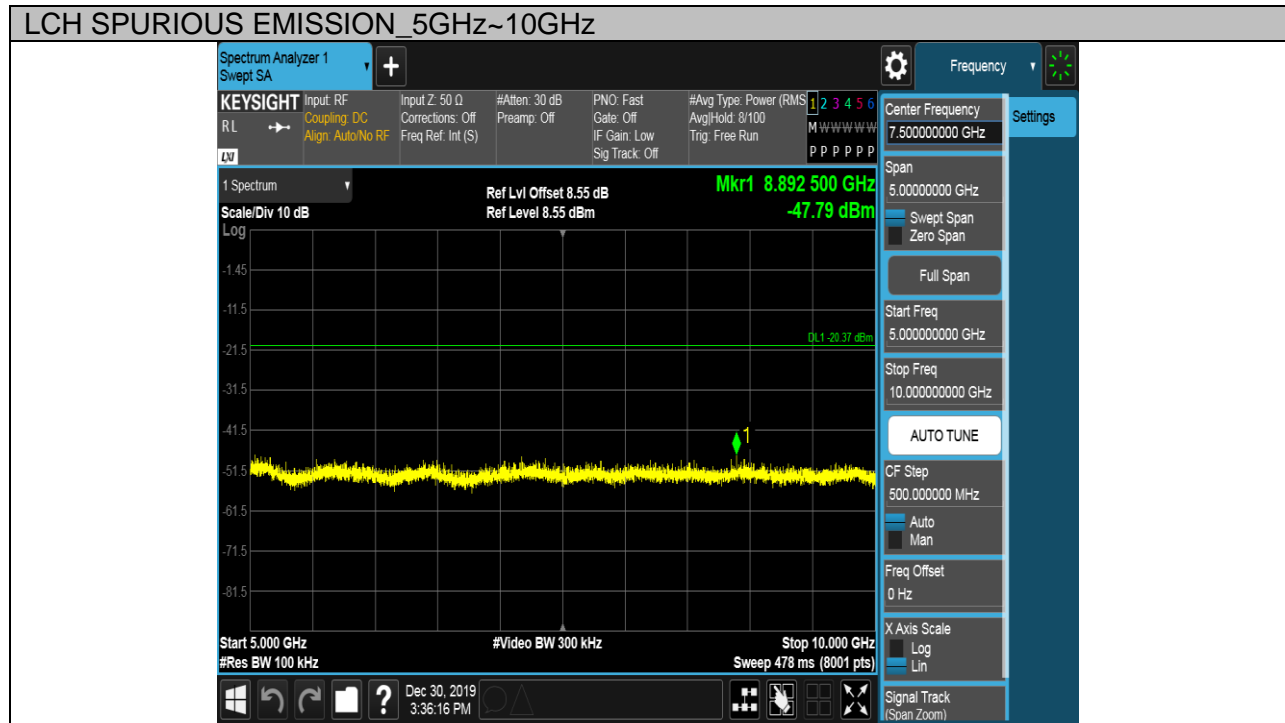 LCH SPURIOUS EMISSION_5GHz~10GHz
Spectrum Analyzer 1
Swept SA
+
Frequency
KEYSIGHT
RL
LXI
Input: RF
Coupling: DC
Align: Auto/No RF
Input Z: 50 Ω
Corrections: Off
Freq Ref: Int (S)
#Atten: 30 dB
Preamp: Off
PNO: Fast
Gate: Off
IF Gain: Low
Sig Track: Off
#Avg Type: Power (RMS
Avg|Hold: 8/100
Trig: Free Run
1 2 3 4 5 6
M W W W W W
P P P P P P
1 Spectrum
Scale/Div 10 dB
Ref Lvl Offset 8.55 dB
Ref Level 8.55 dBm
Mkr1 8.892 500 GHz
-47.79 dBm
Log
-1.45
-11.5
DL1 -20.37 dBm
-21.5
-31.5
-41.5
1
-51.5
-61.5
-71.5
-81.5
Start 5.000 GHz
#Res BW 100 kHz
#Video BW 300 kHz
Stop 10.000 GHz
Sweep 478 ms (8001 pts)
?
Dec 30, 2019
3:36:16 PM
Center Frequency
7.500000000 GHz
Settings
Span
5.00000000 GHz
Swept Span
Zero Span
Full Span
Start Freq
5.000000000 GHz
Stop Freq
10.000000000 GHz
AUTO TUNE
CF Step
500.000000 MHz
Auto
Man
Freq Offset
0 Hz
X Axis Scale
Log
Lin
Signal Track
(Span Zoom)